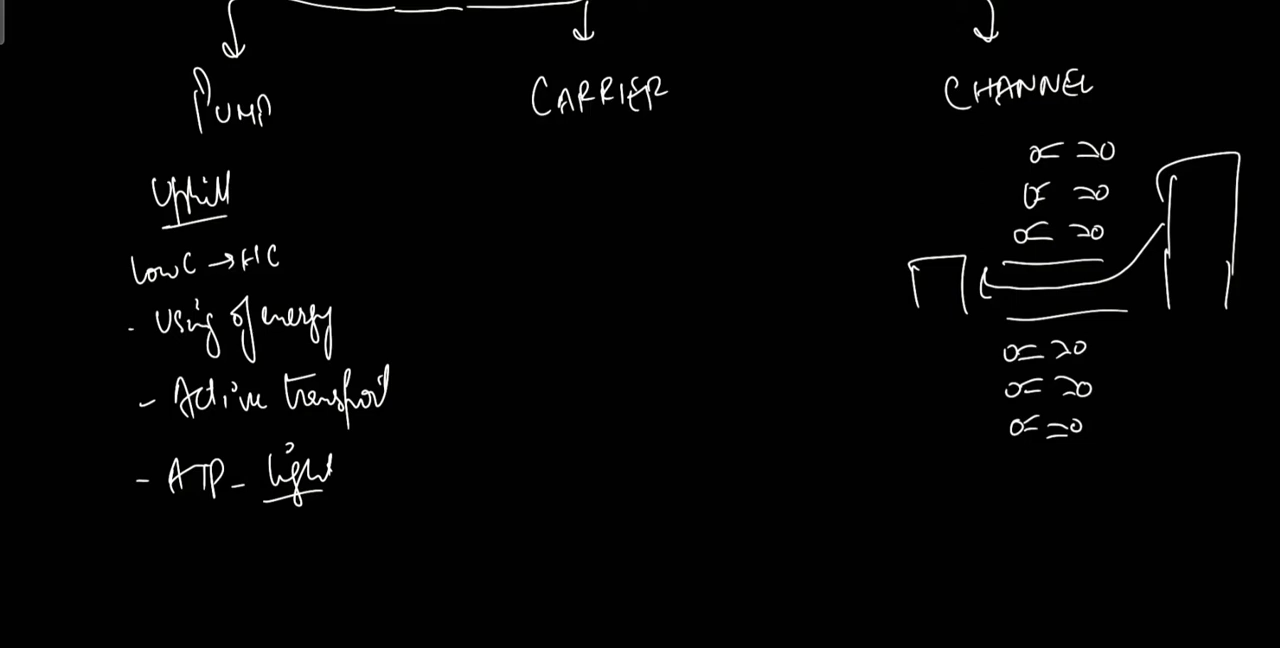 PUMP
CARRIER
CHANNEL
Uphill
Low C → HC
. Using of energy
- Active transport
- ATP - light